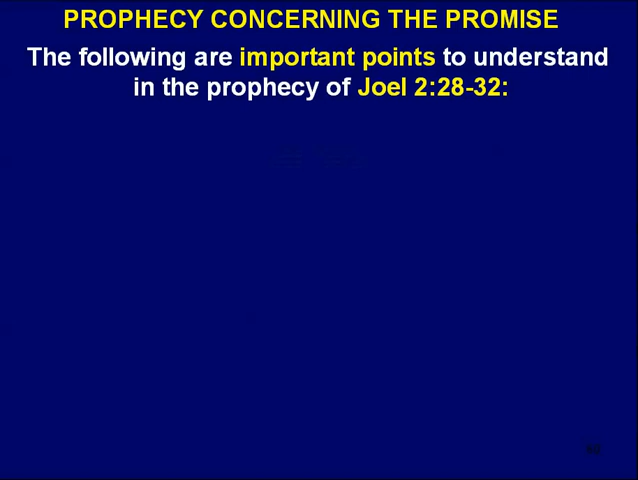 PROPHECY CONCERNING THE PROMISE
The following are important points to understand
in the prophecy of Joel 2:28-32: